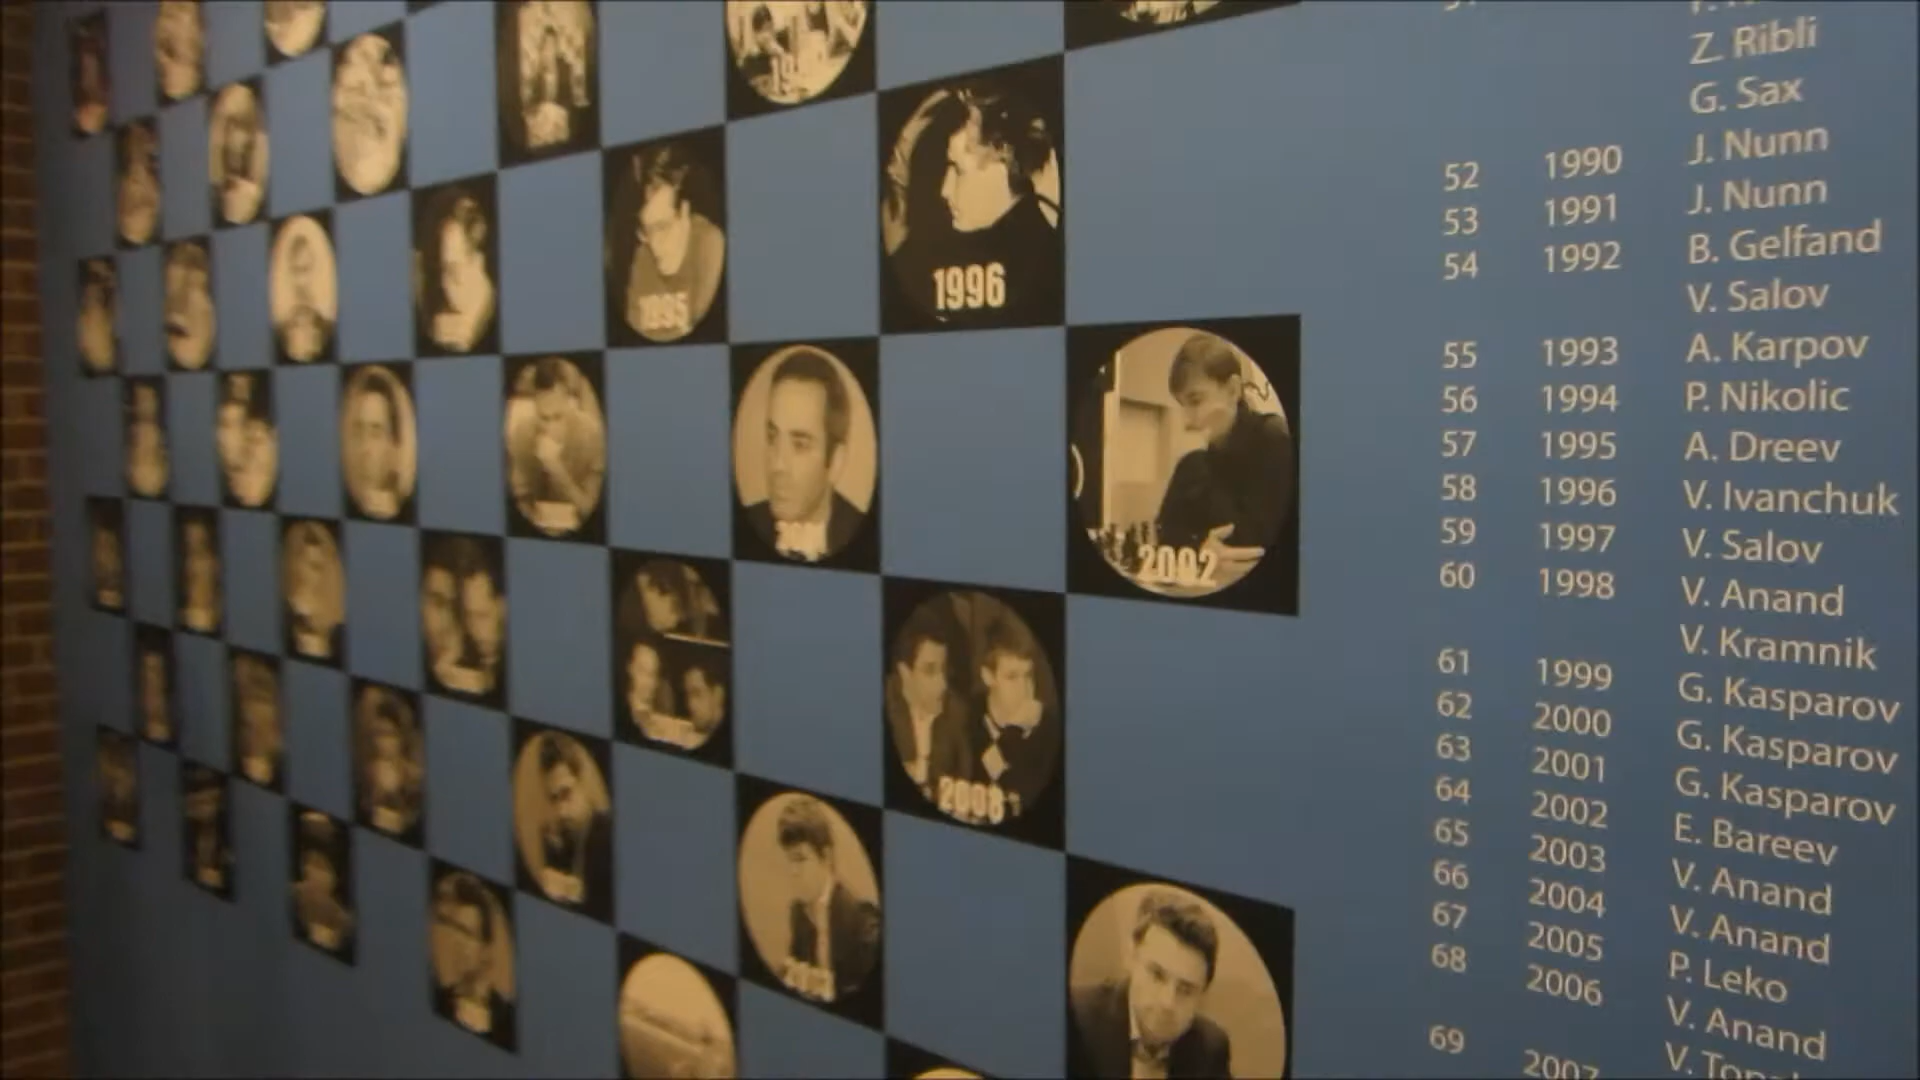 Z. Ribli
G. Sax
52 1990 J. Nunn
53 1991 J. Nunn
54 1992 B. Gelfand
V. Salov
55 1993 A. Karpov
56 1994 P. Nikolic
57 1995 A. Dreev
58 1996 V. Ivanchuk
59 1997 V. Salov
60 1998 V. Anand
V. Kramnik
61 1999 G. Kasparov
62 2000 G. Kasparov
63 2001 G. Kasparov
64 2002 E. Bareev
65 2003 V. Anand
66 2004 V. Anand
67 2005 P. Leko
68 2006 V. Anand
69 2007
1995
1996
2002
2008